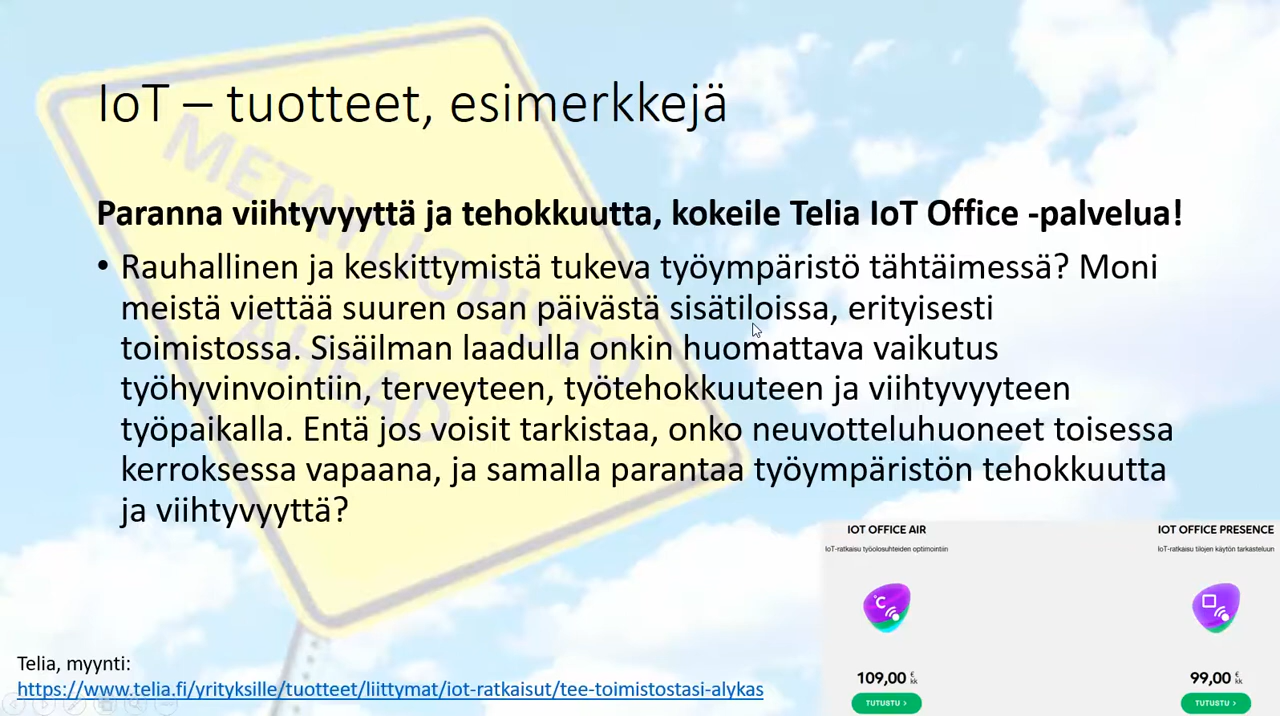 IoT – tuotteet, esimerkkejä
METAVUORISTO
AHEAD
Paranna viihtyvyyttä ja tehokkuutta, kokeile Telia IoT Office -palvelua!
• Rauhallinen ja keskittymistä tukeva työympäristö tähtäimessä? Moni
meistä viettää suuren osan päivästä sisätiloissa, erityisesti
toimistossa. Sisäilman laadulla onkin huomattava vaikutus
työhyvinvointiin, terveyteen, työtehokkuuteen ja viihtyvyyteen
työpaikalla. Entä jos voisit tarkistaa, onko neuvotteluhuoneet toisessa
kerroksessa vapaana, ja samalla parantaa työympäristön tehokkuutta
ja viihtyvyyttä?
IOT OFFICE AIR
IoT-ratkaisu työolosuhteiden optimointiin
°C
109,00 €
kk
TUTUSTU >
IOT OFFICE PRESENCE
IoT-ratkaisu tilojen käytön tarkasteluun
99,00 €
kk
TUTUSTU >
Telia, myynti:
https://www.telia.fi/yrityksille/tuotteet/liittymat/iot-ratkaisut/tee-toimistostasi-alykas